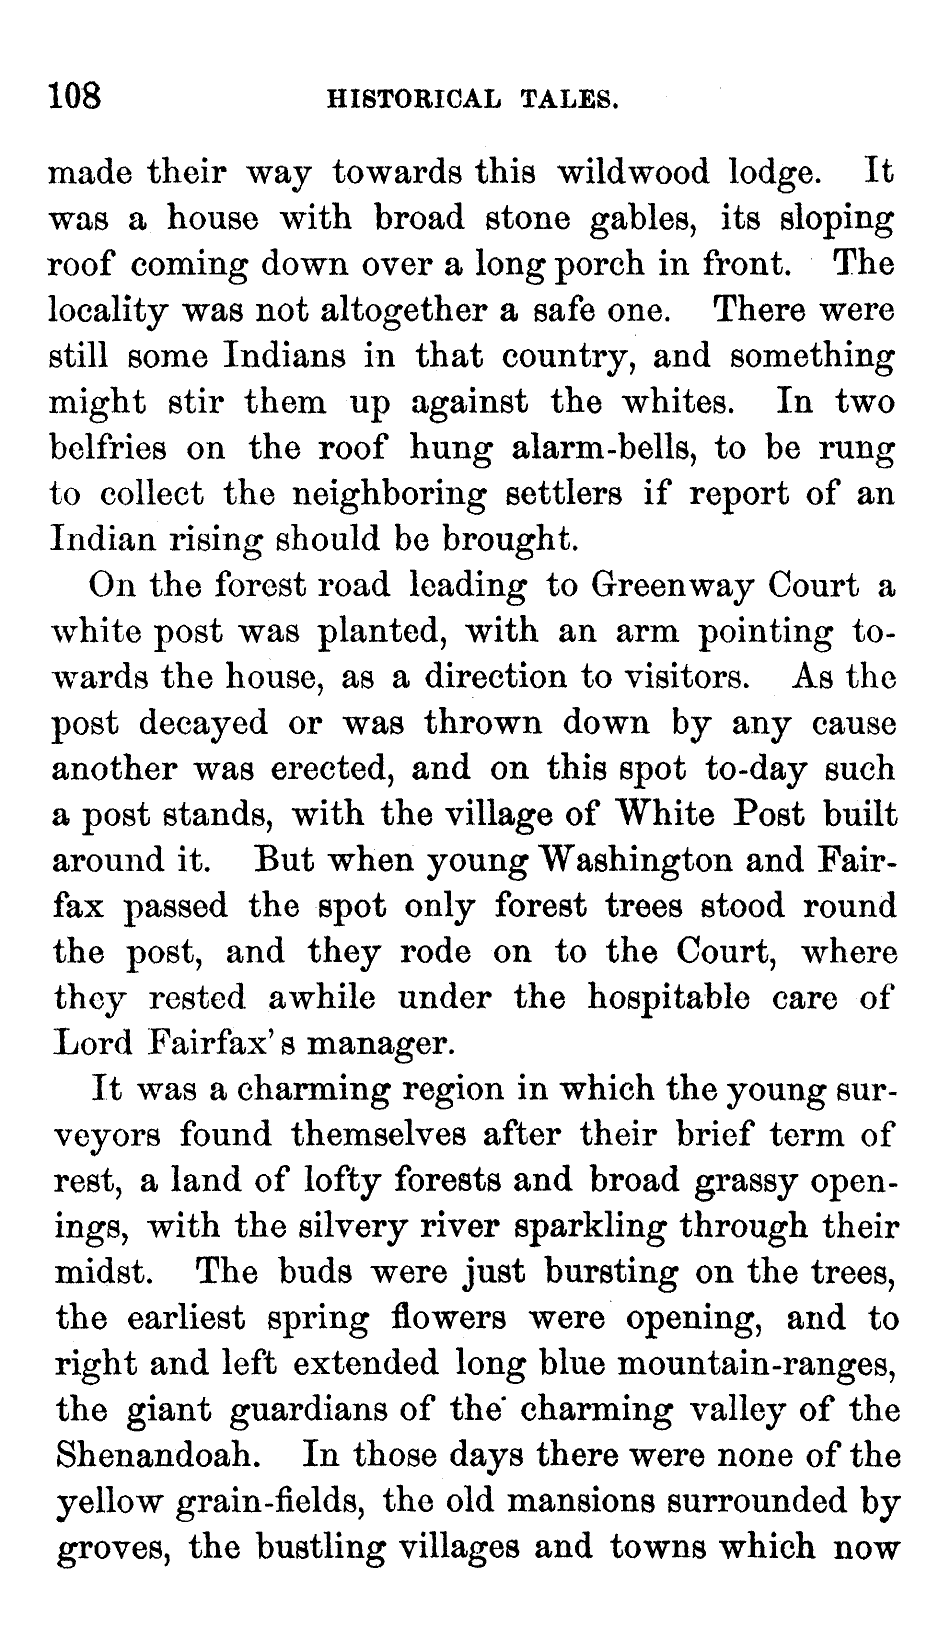 108 HISTORICAL TALES.
made their way towards this wildwood lodge. It
was a house with broad stone gables, its sloping
roof coming down over a long porch in front. The
locality was not altogether a safe one. There were
still some Indians in that country, and something
might stir them up against the whites. In two
belfries on the roof hung alarm-bells, to be rung
to collect the neighboring settlers if report of an
Indian rising should be brought.
On the forest road leading to Greenway Court a
white post was planted, with an arm pointing to-
wards the house, as a direction to visitors. As the
post decayed or was thrown down by any cause
another was erected, and on this spot to-day such
a post stands, with the village of White Post built
around it. But when young Washington and Fair-
fax passed the spot only forest trees stood round
the post, and they rode on to the Court, where
they rested awhile under the hospitable care of
Lord Fairfax's manager.
It was a charming region in which the young sur-
veyors found themselves after their brief term of
rest, a land of lofty forests and broad grassy open-
ings, with the silvery river sparkling through their
midst. The buds were just bursting on the trees,
the earliest spring flowers were opening, and to
right and left extended long blue mountain-ranges,
the giant guardians of the charming valley of the
Shenandoah. In those days there were none of the
yellow grain-fields, the old mansions surrounded by
groves, the bustling villages and towns which now